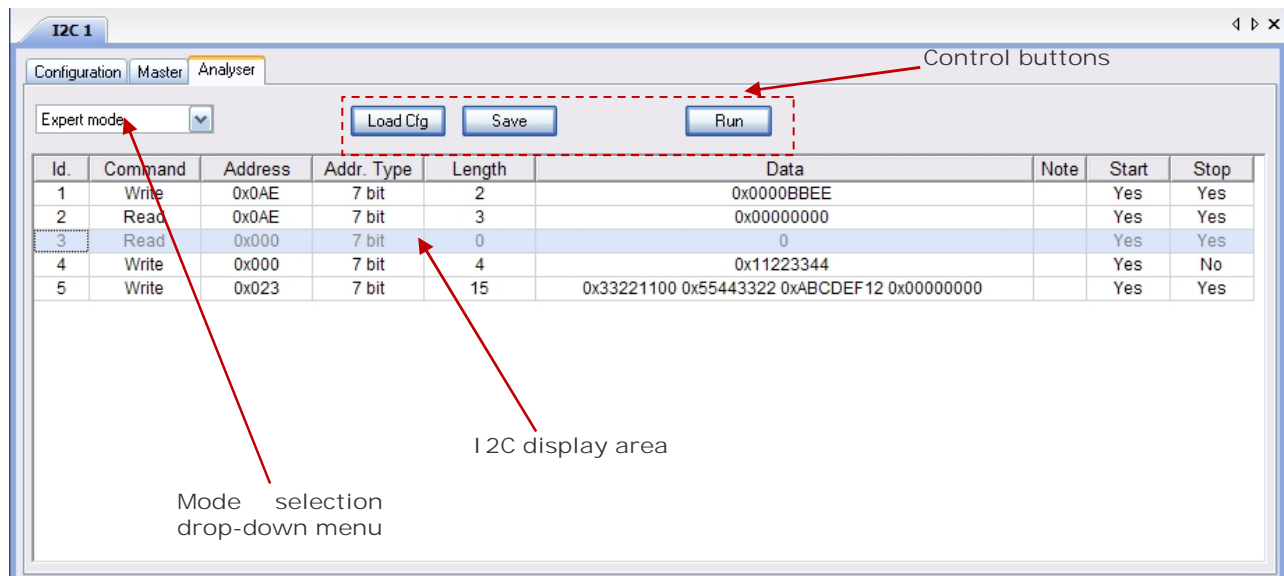 I2C 1
Control buttons
Configuration Master Analyser
Expert mode Load Cfg Save Run
Id. Command Address Addr. Type Length Data Note Start Stop
1 Write 0x0AE 7 bit 2 0x0000BBEE Yes Yes
2 Read 0x0AE 7 bit 3 0x00000000 Yes Yes
3 Read 0x000 7 bit 0 0 Yes Yes
4 Write 0x000 7 bit 4 0x11223344 Yes No
5 Write 0x023 7 bit 15 0x33221100 0x55443322 0xABCDEF12 0x00000000 Yes Yes
I2C display area
Mode selection
drop-down menu